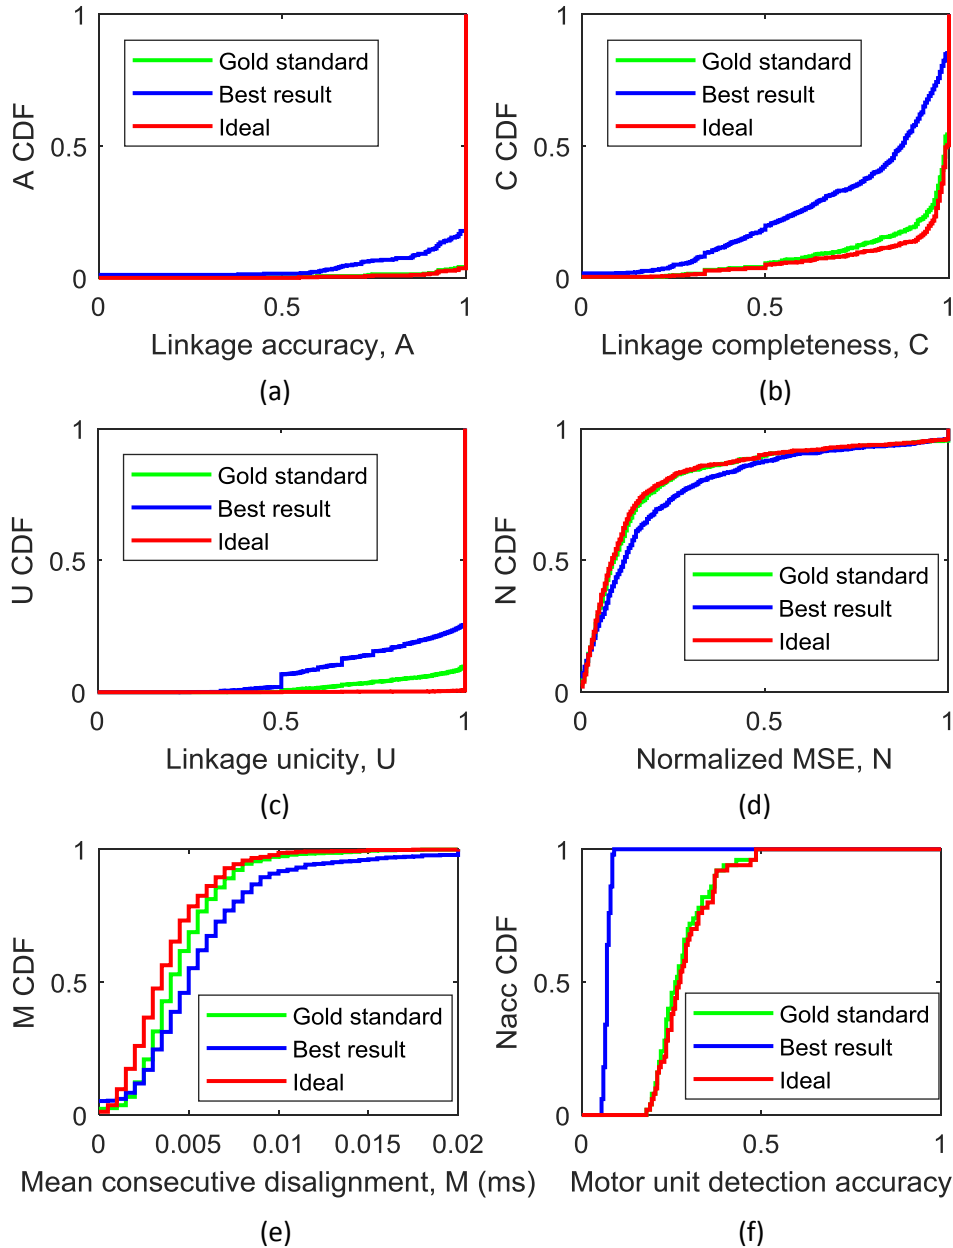 1
0.5
0
A CDF
Gold standard
Best result
Ideal
0
0.5
1
Linkage accuracy, A
(a)
1
0.5
0
C CDF
Gold standard
Best result
Ideal
0
0.5
1
Linkage completeness, C
(b)
1
0.5
0
U CDF
Gold standard
Best result
Ideal
0
0.5
1
Linkage unicity, U
(c)
1
0.5
0
N CDF
Gold standard
Best result
Ideal
0
0.5
1
Normalized MSE, N
(d)
1
0.5
0
M CDF
Gold standard
Best result
Ideal
0
0.005
0.01
0.015
0.02
Mean consecutive disalignment, M (ms)
(e)
1
0.5
0
Nacc CDF
Gold standard
Best result
Ideal
0
0.5
1
Motor unit detection accuracy
(f)